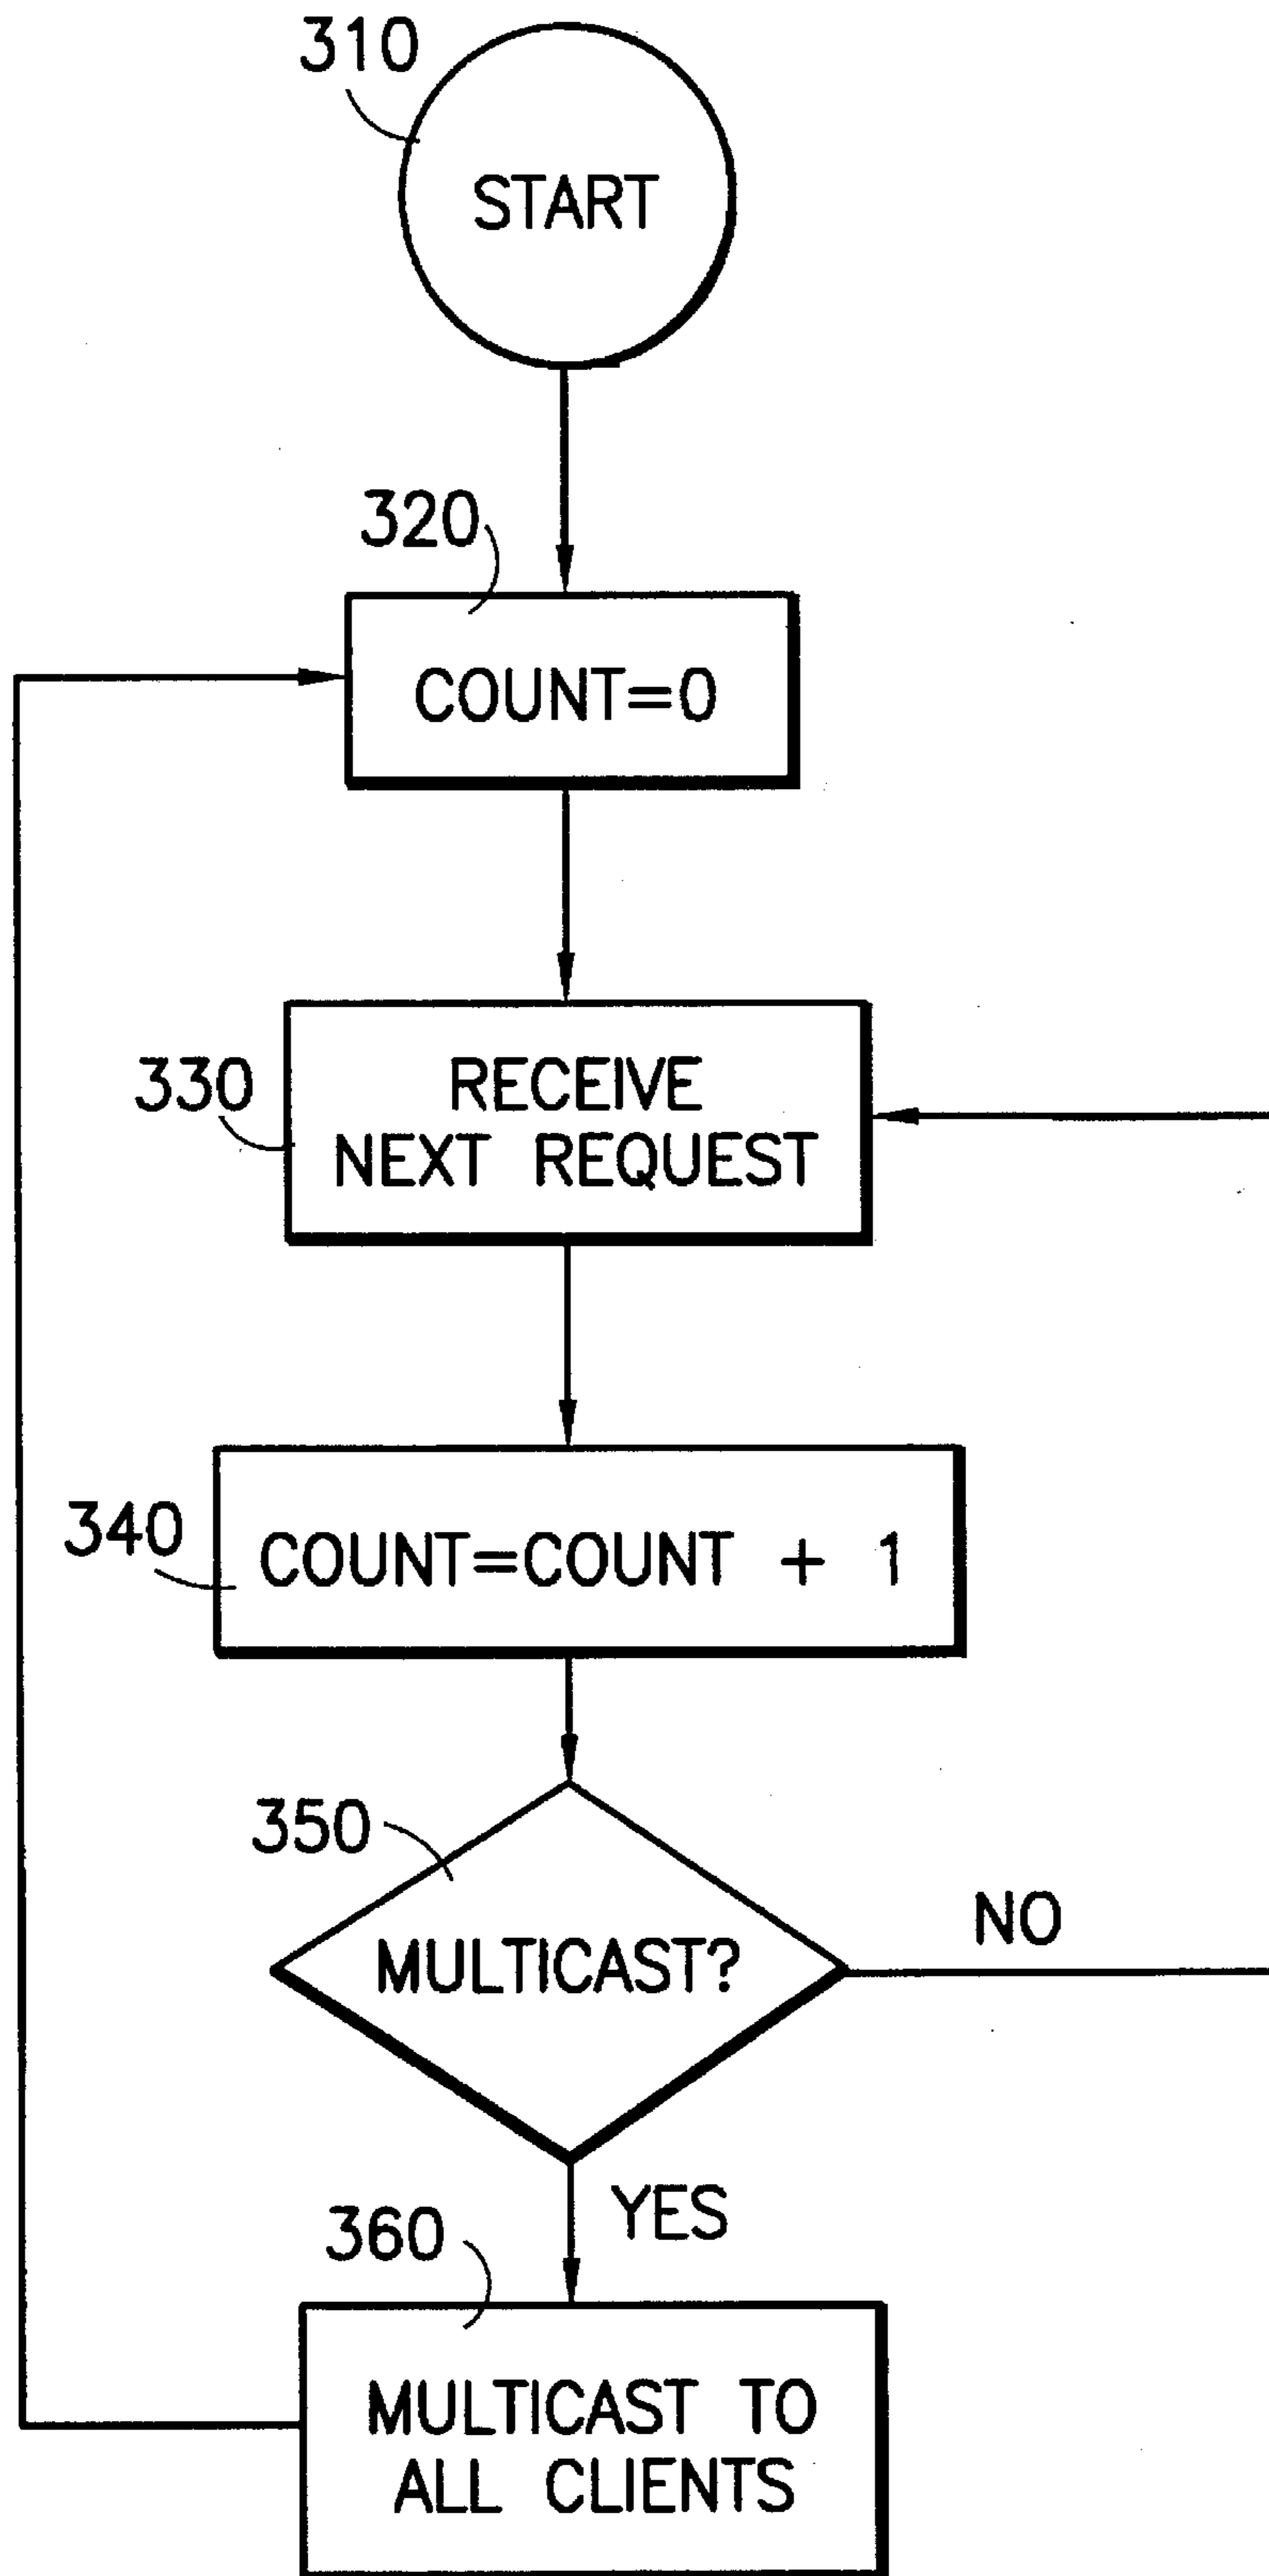 310
START
320
COUNT=0
330
RECEIVE
NEXT REQUEST
340
COUNT=COUNT + 1
350
MULTICAST?
NO
YES
360
MULTICAST TO
ALL CLIENTS